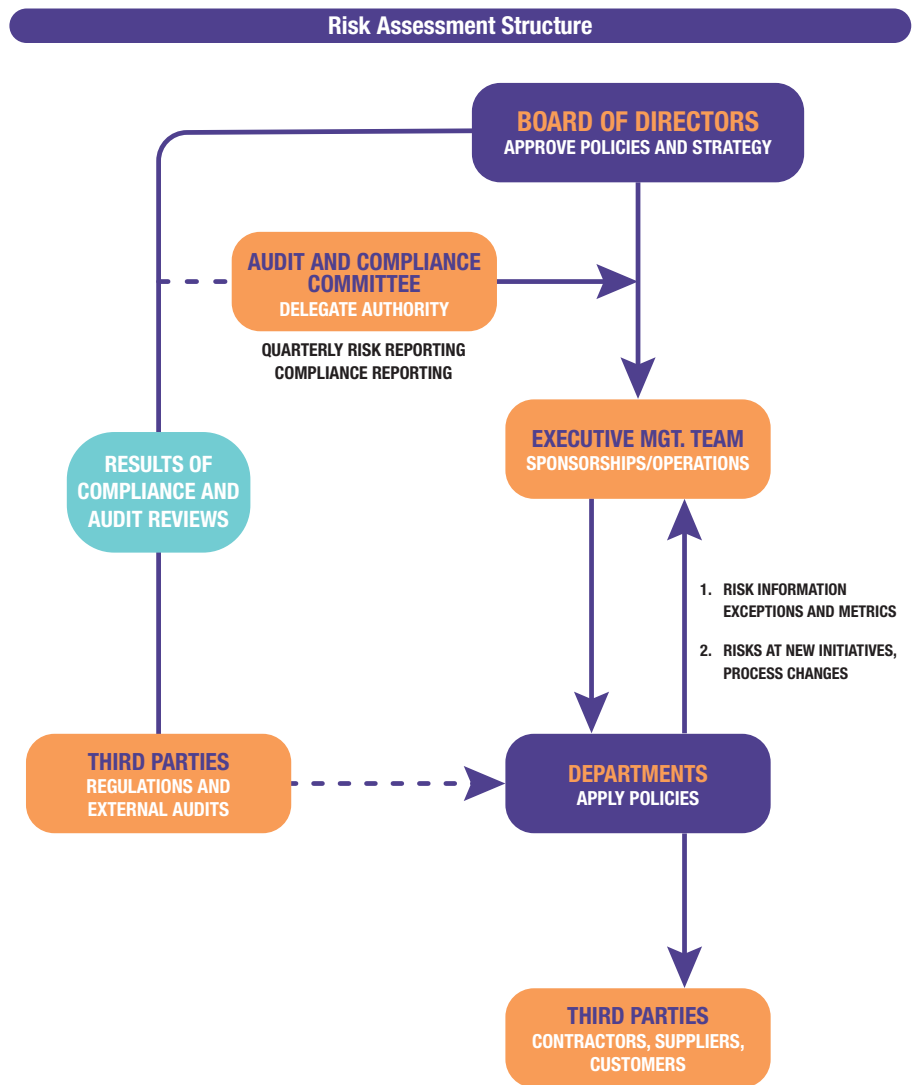 Risk Assessment Structure
BOARD OF DIRECTORS
APPROVE POLICIES AND STRATEGY
AUDIT AND COMPLIANCE
COMMITTEE
DELEGATE AUTHORITY
QUARTERLY RISK REPORTING
COMPLIANCE REPORTING
EXECUTIVE MGT. TEAM
SPONSORSHIPS/OPERATIONS
RESULTS OF
COMPLIANCE AND
AUDIT REVIEWS
1. RISK INFORMATION
EXCEPTIONS AND METRICS
2. RISKS AT NEW INITIATIVES,
PROCESS CHANGES
THIRD PARTIES
REGULATIONS AND
EXTERNAL AUDITS
DEPARTMENTS
APPLY POLICIES
THIRD PARTIES
CONTRACTORS, SUPPLIERS,
CUSTOMERS